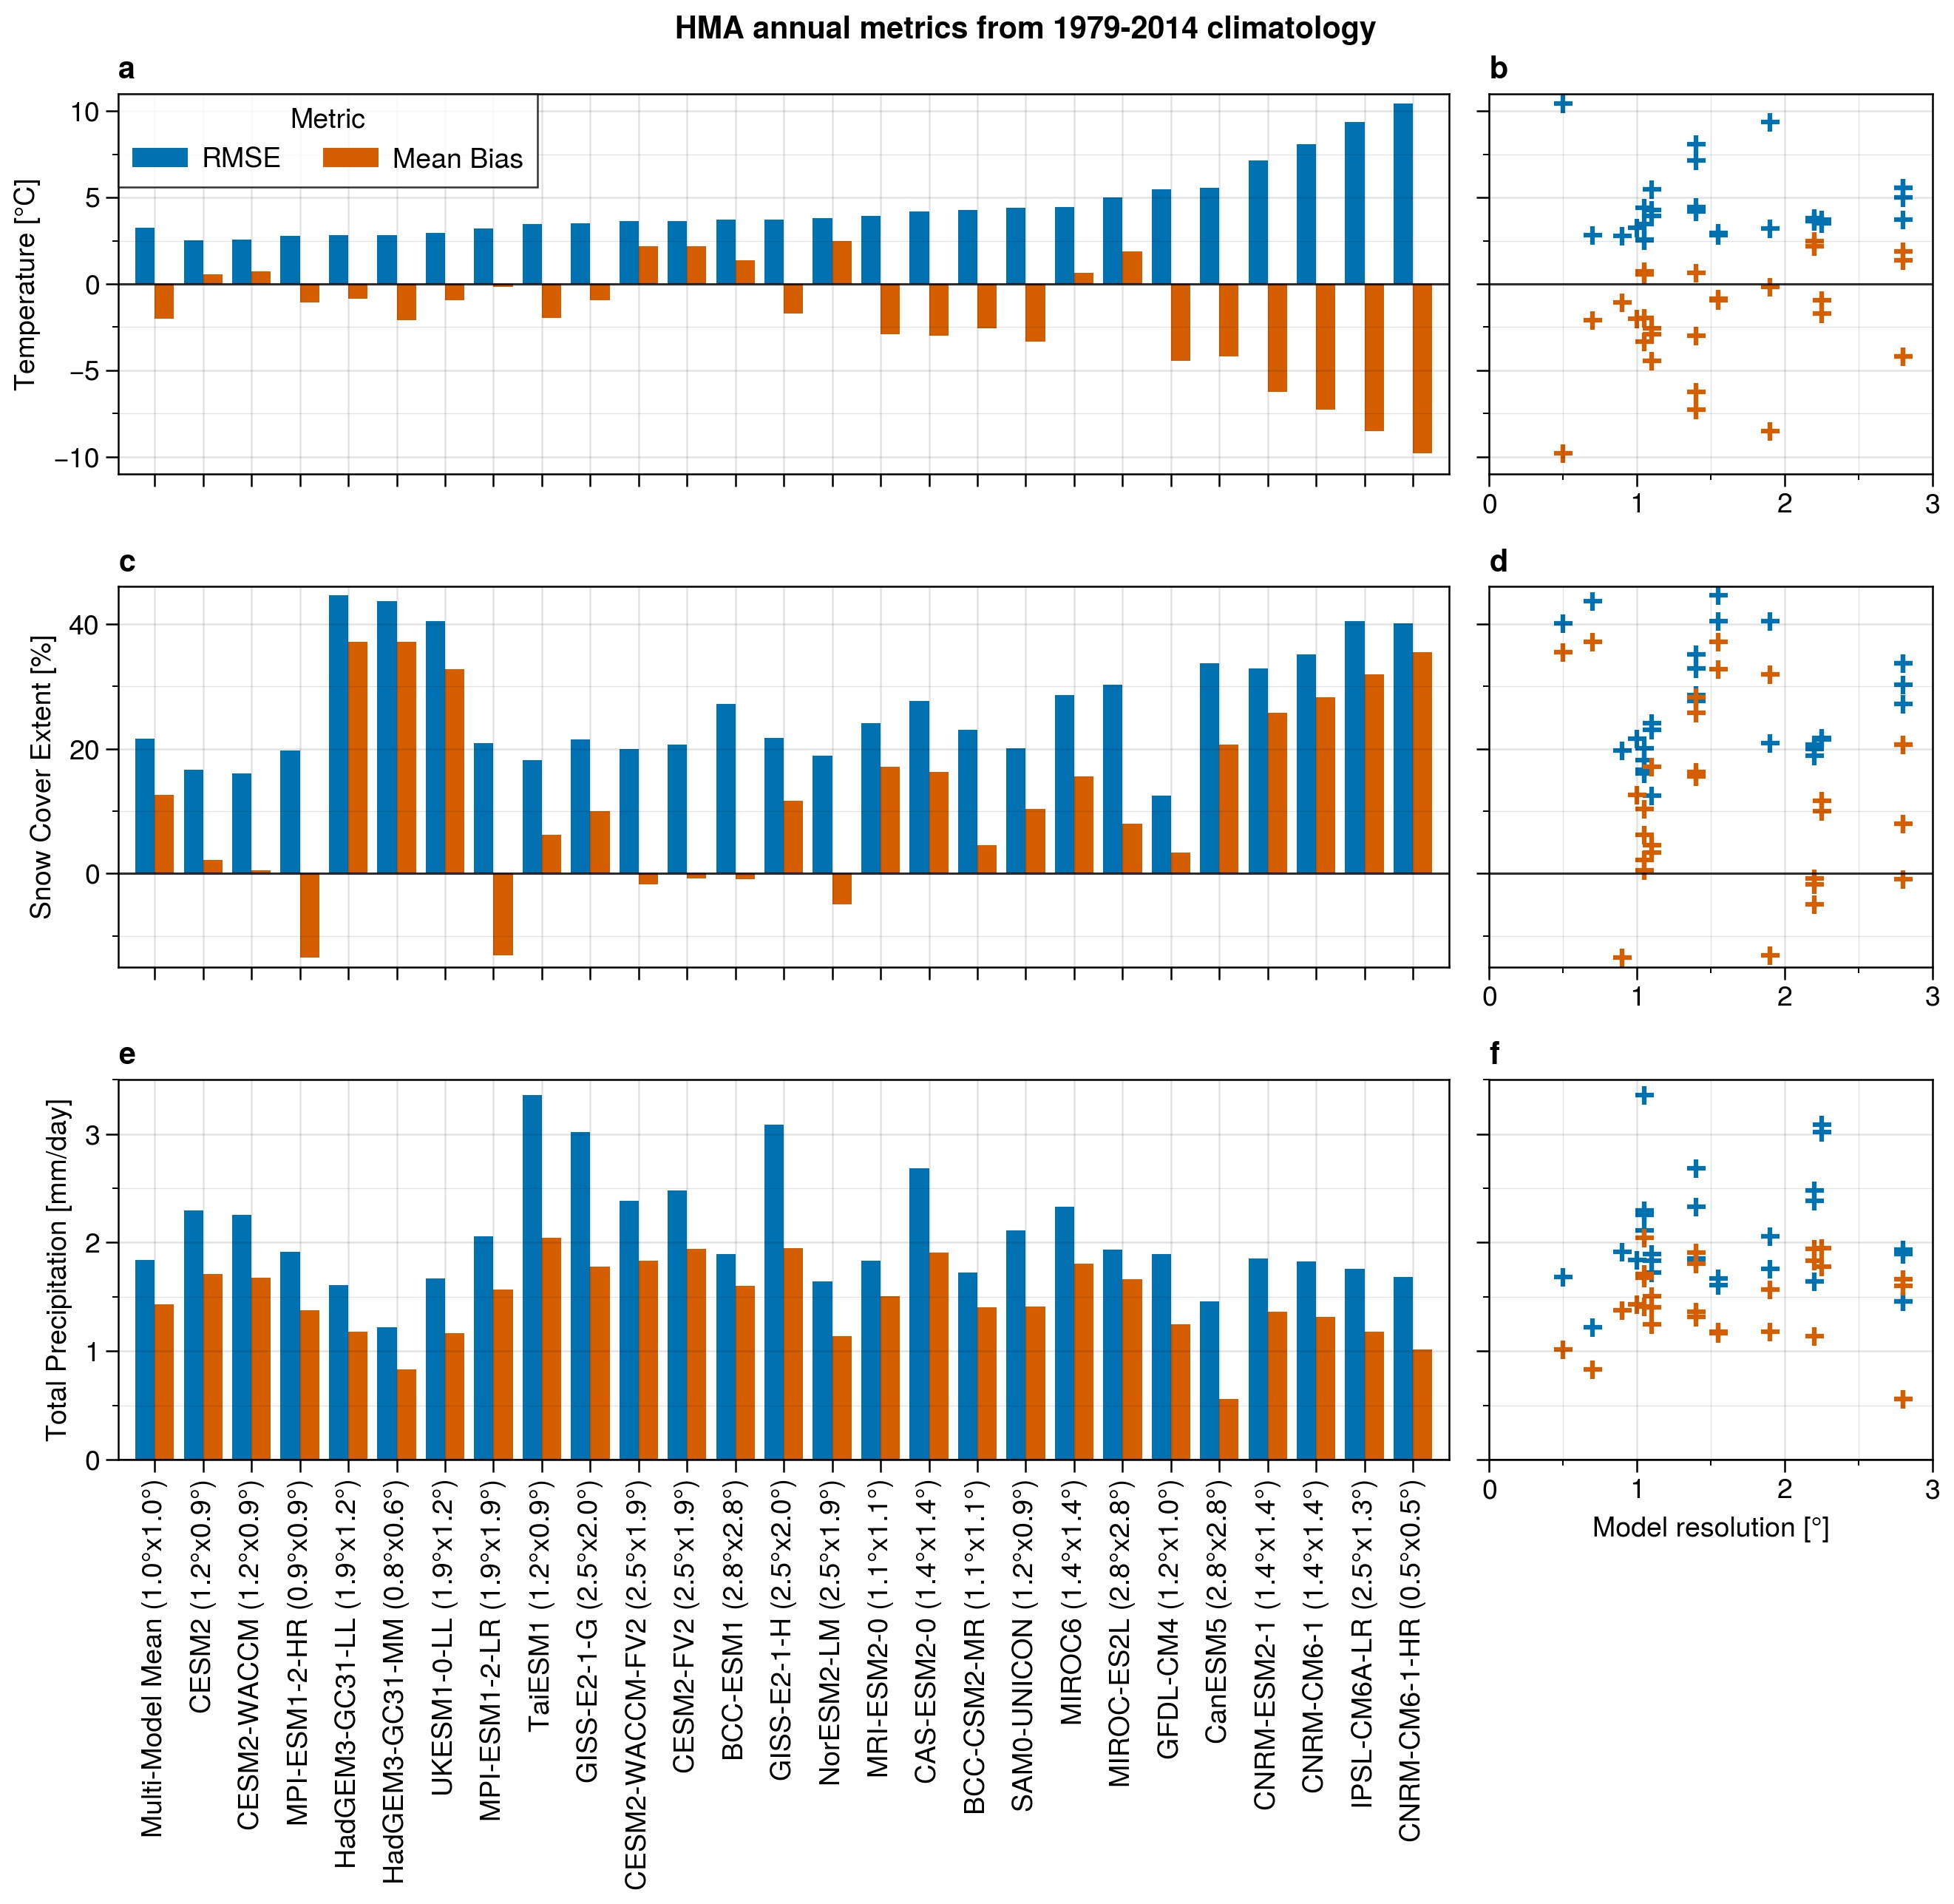 HMA annual metrics from 1979-2014 climatology
a
b
Metric
RMSE
Mean Bias
Temperature [°C]
10
5
0
−5
−10
0
1
2
3
c
d
Snow Cover Extent [%]
40
20
0
0
1
2
3
e
f
Total Precipitation [mm/day]
3
2
1
0
0
1
2
3
Model resolution [°]
Multi-Model Mean (1.0°x1.0°)
CESM2 (1.2°x0.9°)
CESM2-WACCM (1.2°x0.9°)
MPI-ESM1-2-HR (0.9°x0.9°)
HadGEM3-GC31-LL (1.9°x1.2°)
HadGEM3-GC31-MM (0.8°x0.6°)
UKESM1-0-LL (1.9°x1.2°)
MPI-ESM1-2-LR (1.9°x1.9°)
TaiESM1 (1.2°x0.9°)
GISS-E2-1-G (2.5°x2.0°)
CESM2-WACCM-FV2 (2.5°x1.9°)
CESM2-FV2 (2.5°x1.9°)
BCC-ESM1 (2.8°x2.8°)
GISS-E2-1-H (2.5°x2.0°)
NorESM2-LM (2.5°x1.9°)
MRI-ESM2-0 (1.1°x1.1°)
CAS-ESM2-0 (1.4°x1.4°)
BCC-CSM2-MR (1.1°x1.1°)
SAM0-UNICON (1.2°x0.9°)
MIROC6 (1.4°x1.4°)
MIROC-ES2L (2.8°x2.8°)
GFDL-CM4 (1.2°x1.0°)
CanESM5 (2.8°x2.8°)
CNRM-ESM2-1 (1.4°x1.4°)
CNRM-CM6-1 (1.4°x1.4°)
IPSL-CM6A-LR (2.5°x1.3°)
CNRM-CM6-1-HR (0.5°x0.5°)